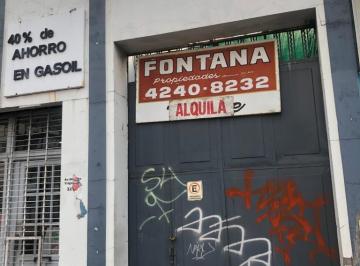 40% de
AHORRO
EN GASOIL
FONTANA
Propiedades
4240-8232
ALQUILA
E